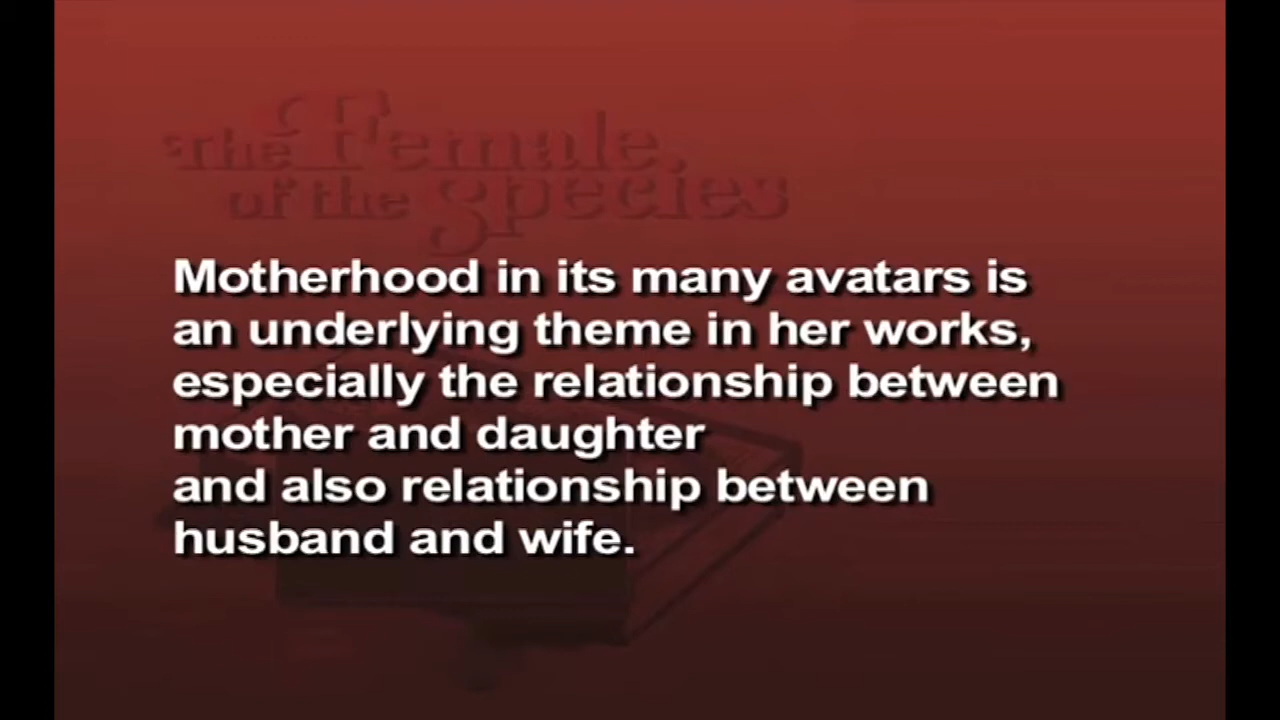 The Female,
of the species
Motherhood in its many avatars is
an underlying theme in her works,
especially the relationship between
mother and daughter
and also relationship between
husband and wife.